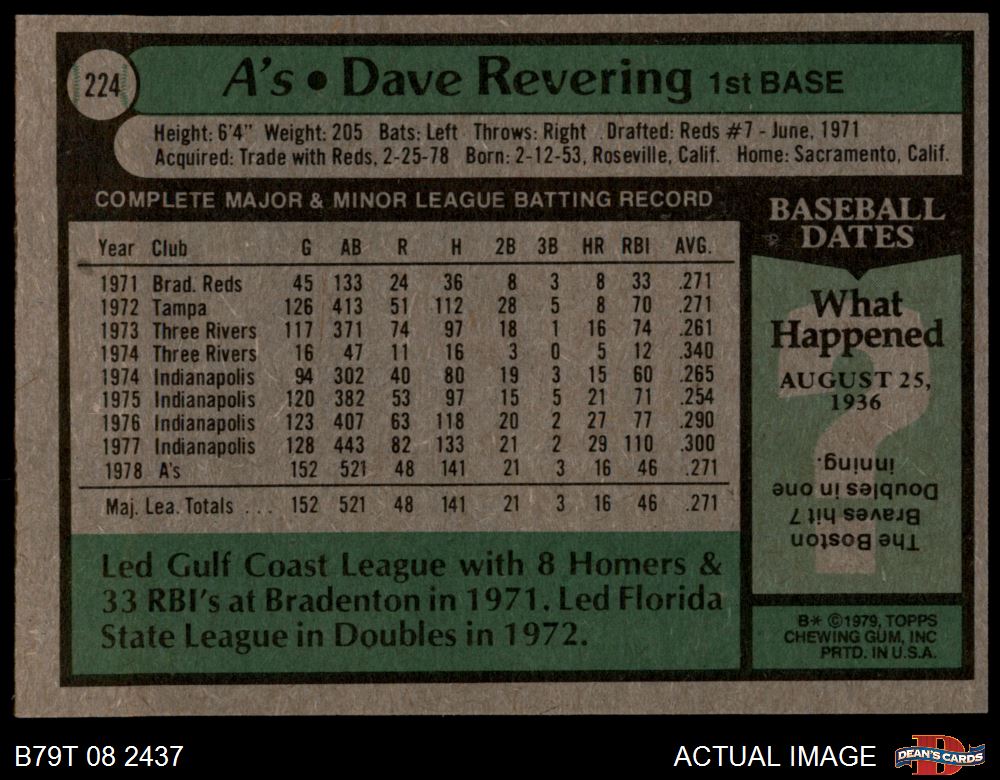 224
A's • Dave Revering 1st BASE
Height: 6'4" Weight: 205 Bats: Left Throws: Right Drafted: Reds #7 - June, 1971
Acquired: Trade with Reds, 2-25-78 Born: 2-12-53, Roseville, Calif. Home: Sacramento, Calif.
COMPLETE MAJOR & MINOR LEAGUE BATTING RECORD
Year Club G AB R H 2B 3B HR RBI AVG.
1971 Brad. Reds 45 133 24 36 8 3 8 33 .271
1972 Tampa 126 413 51 112 28 5 8 70 .271
1973 Three Rivers 117 371 74 97 18 1 16 74 .261
1974 Three Rivers 16 47 11 16 3 0 5 12 .340
1974 Indianapolis 94 302 40 80 19 3 15 60 .265
1975 Indianapolis 120 382 53 97 15 5 21 71 .254
1976 Indianapolis 123 407 63 118 20 2 27 77 .290
1977 Indianapolis 128 443 82 133 21 2 29 110 .300
1978 A's 152 521 48 141 21 3 16 46 .271
Maj. Lea. Totals ... 152 521 48 141 21 3 16 46 .271
Led Gulf Coast League with 8 Homers &
33 RBI's at Bradenton in 1971. Led Florida
State League in Doubles in 1972.
BASEBALL
DATES
What
Happened
AUGUST 25,
1936
?
The Boston
Braves hit 7
Doubles in one
inning.
B* ©1979, TOPPS
CHEWING GUM, INC
PRTD. IN U.S.A.
B79T 08 2437
ACTUAL IMAGE
DEAN'S CARDS